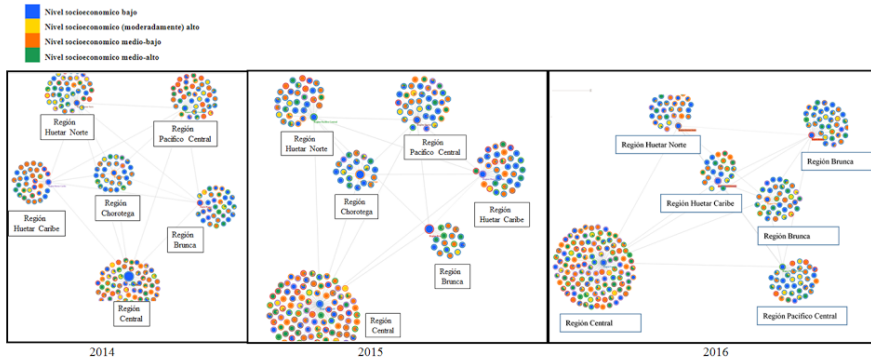 Nivel socioeconomico bajo
Nivel socioeconomico (moderadamente) alto
Nivel socioeconomico medio-bajo
Nivel socioeconomico medio-alto
Región
Huetar Norte
Región
Pacifico Central
Región
Huetar Caribe
Región
Chorotega
Región
Brunca
Región
Central
2014
Región
Huetar Norte
Región
Pacifico Central
Región
Chorotega
Región
Huetar Caribe
Región
Brunca
Región
Central
2015
Región Huetar Norte
Región Brunca
Región Huetar Caribe
Región Brunca
Región Central
Región Pacifico Central
2016